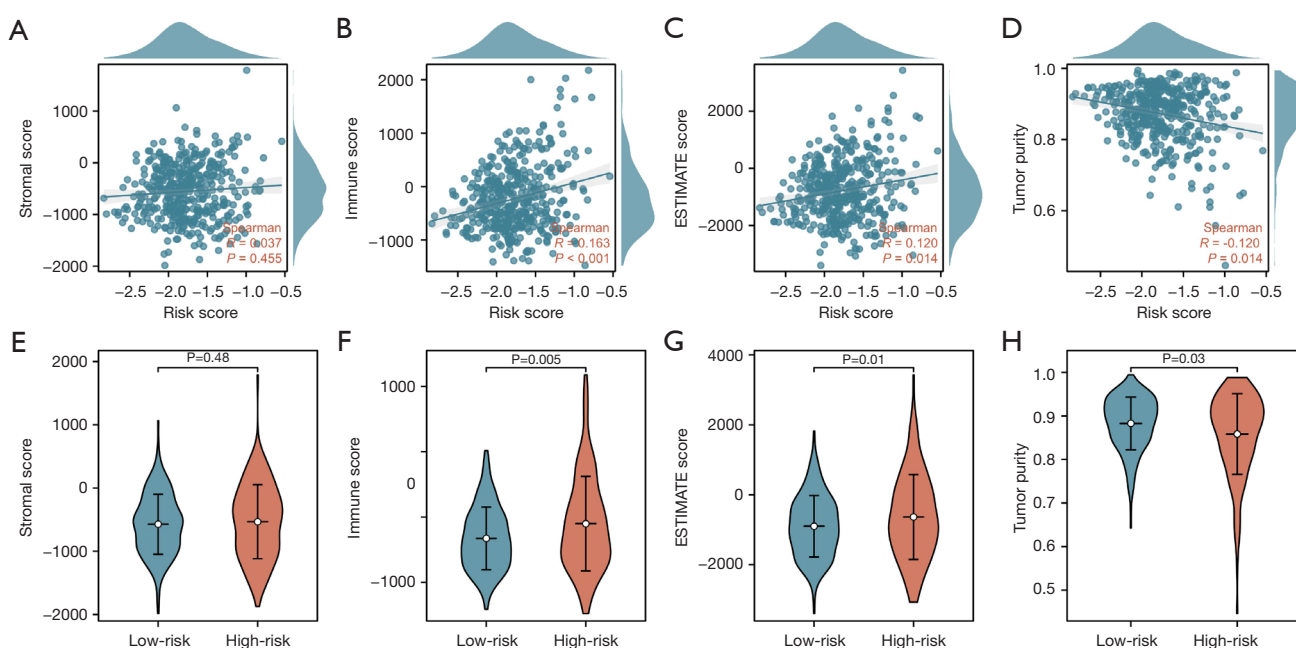 A
Stromal score
1000
0
−1000
−2000
Spearman
R = 0.037
P = 0.455
−2.5 −2.0 −1.5 −1.0 −0.5
Risk score
B
Immune score
2000
1000
0
−1000
Spearman
R = 0.163
P < 0.001
−2.5 −2.0 −1.5 −1.0 −0.5
Risk score
C
ESTIMATE score
2000
0
−2000
Spearman
R = 0.120
P = 0.014
−2.5 −2.0 −1.5 −1.0 −0.5
Risk score
D
Tumor purity
1.0
0.8
0.6
Spearman
R = -0.120
P = 0.014
−2.5 −2.0 −1.5 −1.0 −0.5
Risk score
E
Stromal score
2000
1000
0
−1000
−2000
P=0.48
Low-risk High-risk
F
Immune score
1000
0
−1000
P=0.005
Low-risk High-risk
G
ESTIMATE score
4000
2000
0
−2000
P=0.01
Low-risk High-risk
H
Tumor purity
1.0
0.9
0.8
0.7
0.6
0.5
P=0.03
Low-risk High-risk